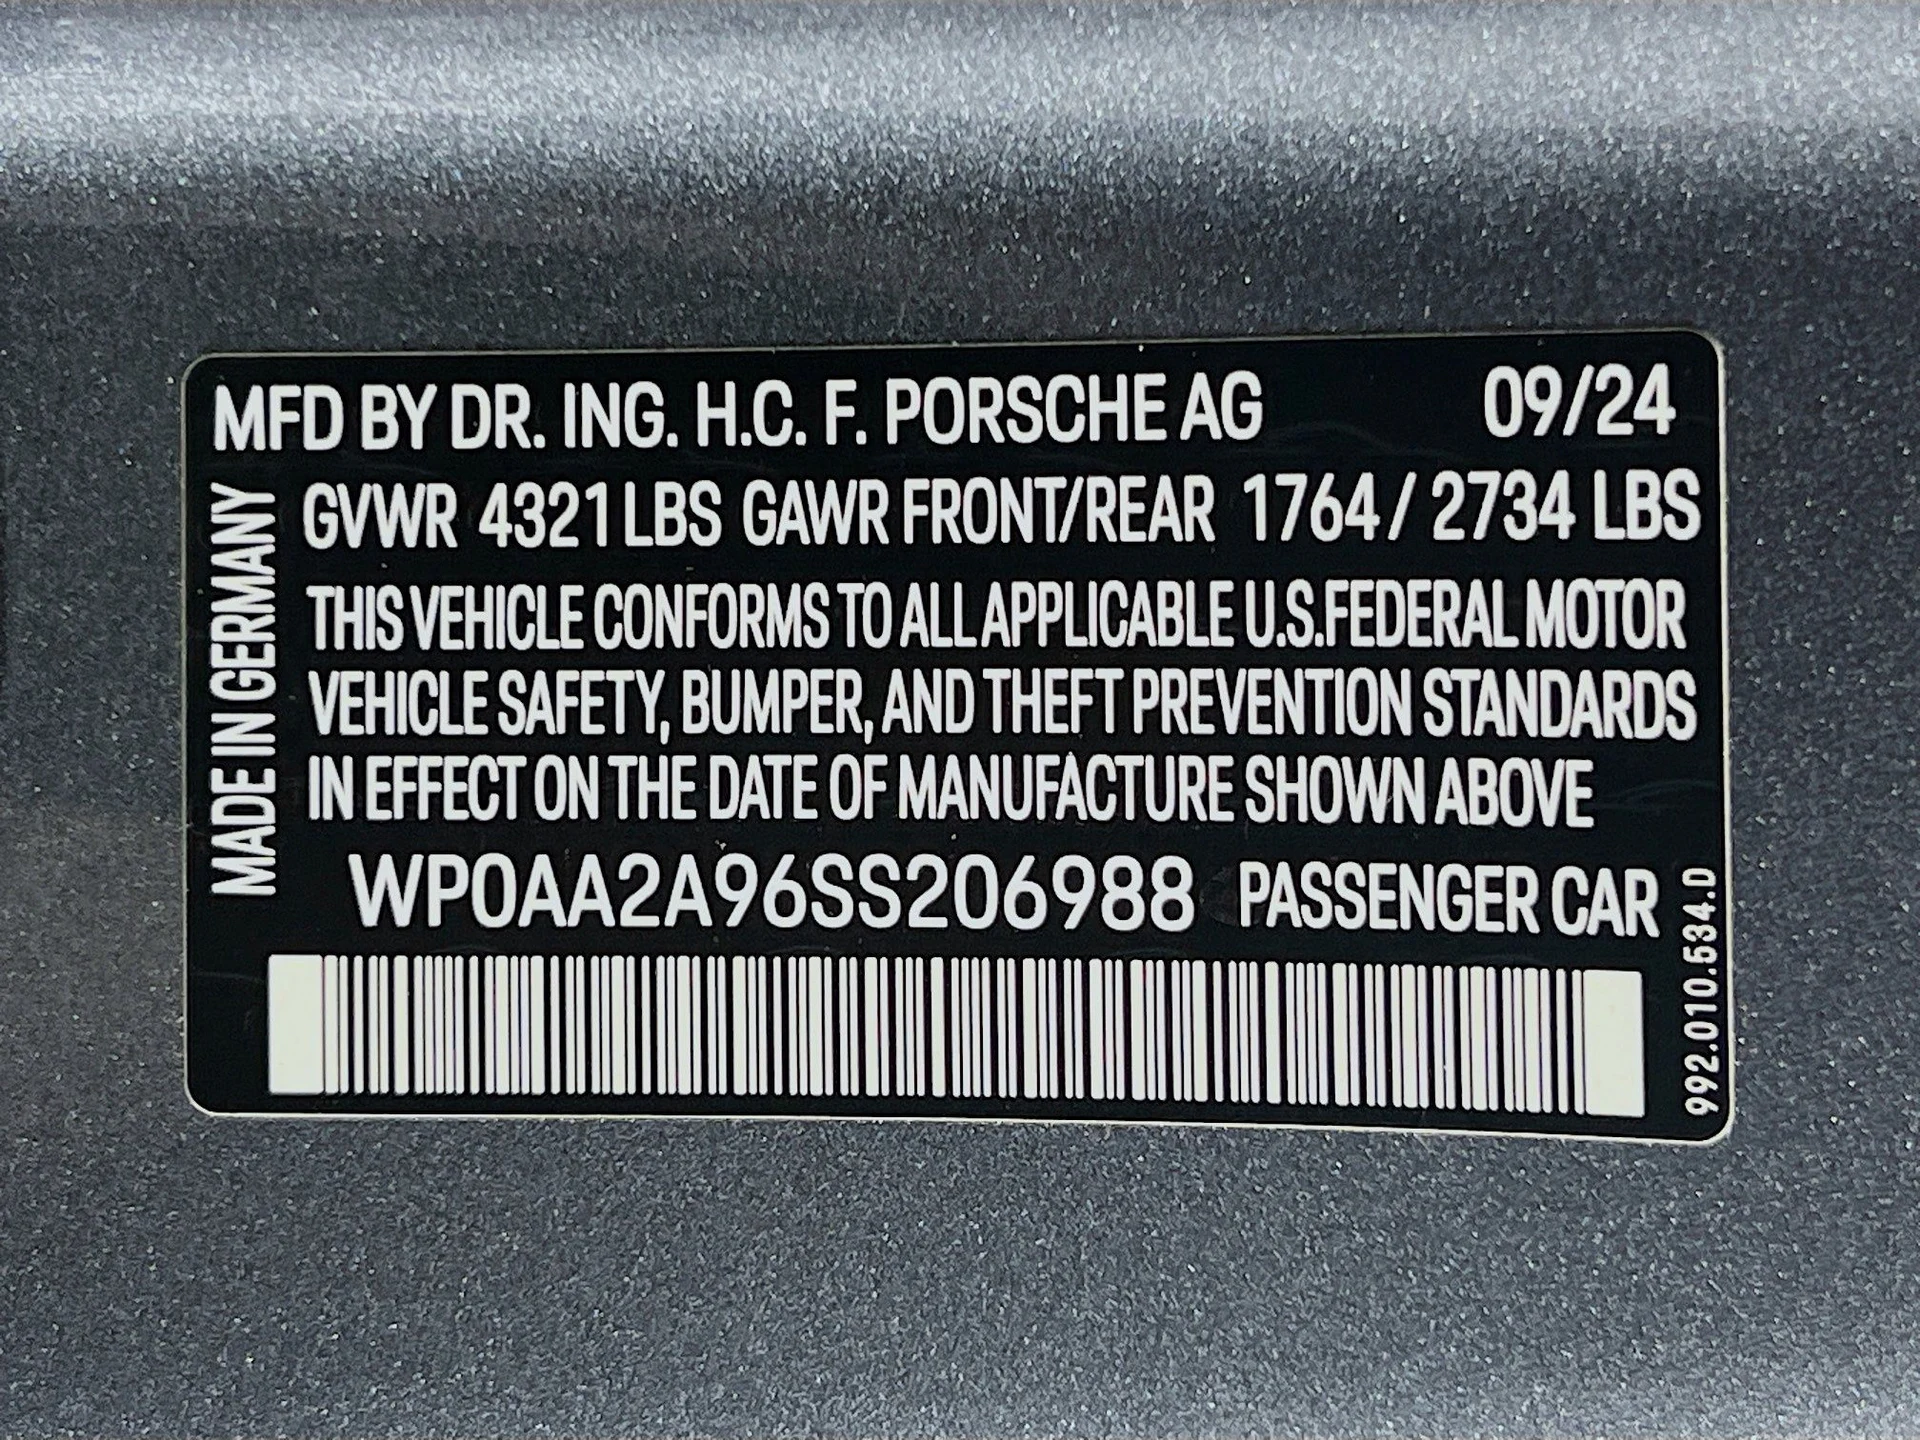 MFD BY DR. ING. H.C. F. PORSCHE AG 09/24
GVWR 4321 LBS GAWR FRONT/REAR 1764 / 2734 LBS
THIS VEHICLE CONFORMS TO ALL APPLICABLE U.S.FEDERAL MOTOR
VEHICLE SAFETY, BUMPER, AND THEFT PREVENTION STANDARDS
IN EFFECT ON THE DATE OF MANUFACTURE SHOWN ABOVE
WP0AA2A96SS206988 PASSENGER CAR
MADE IN GERMANY
992.010.534.D